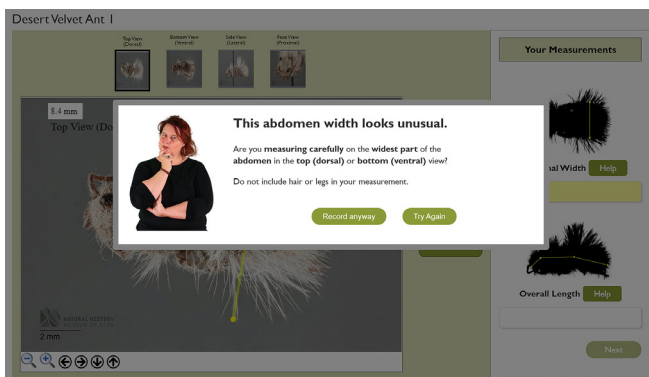 Desert Velvet Ant 1
Top View
(Dorsal)
Bottom View
(Ventral)
Side View
(Lateral)
Face View
(Proximal)
Your Measurements
8.4 mm
Top View (Do
This abdomen width looks unusual.
Are you measuring carefully on the widest part of the
abdomen in the top (dorsal) or bottom (ventral) view?
Do not include hair or legs in your measurement.
Record anyway
Try Again
nal Width
Help
Overall Length
Help
NATURAL HISTORY
MUSEUM OF UTAH
2 mm
Next